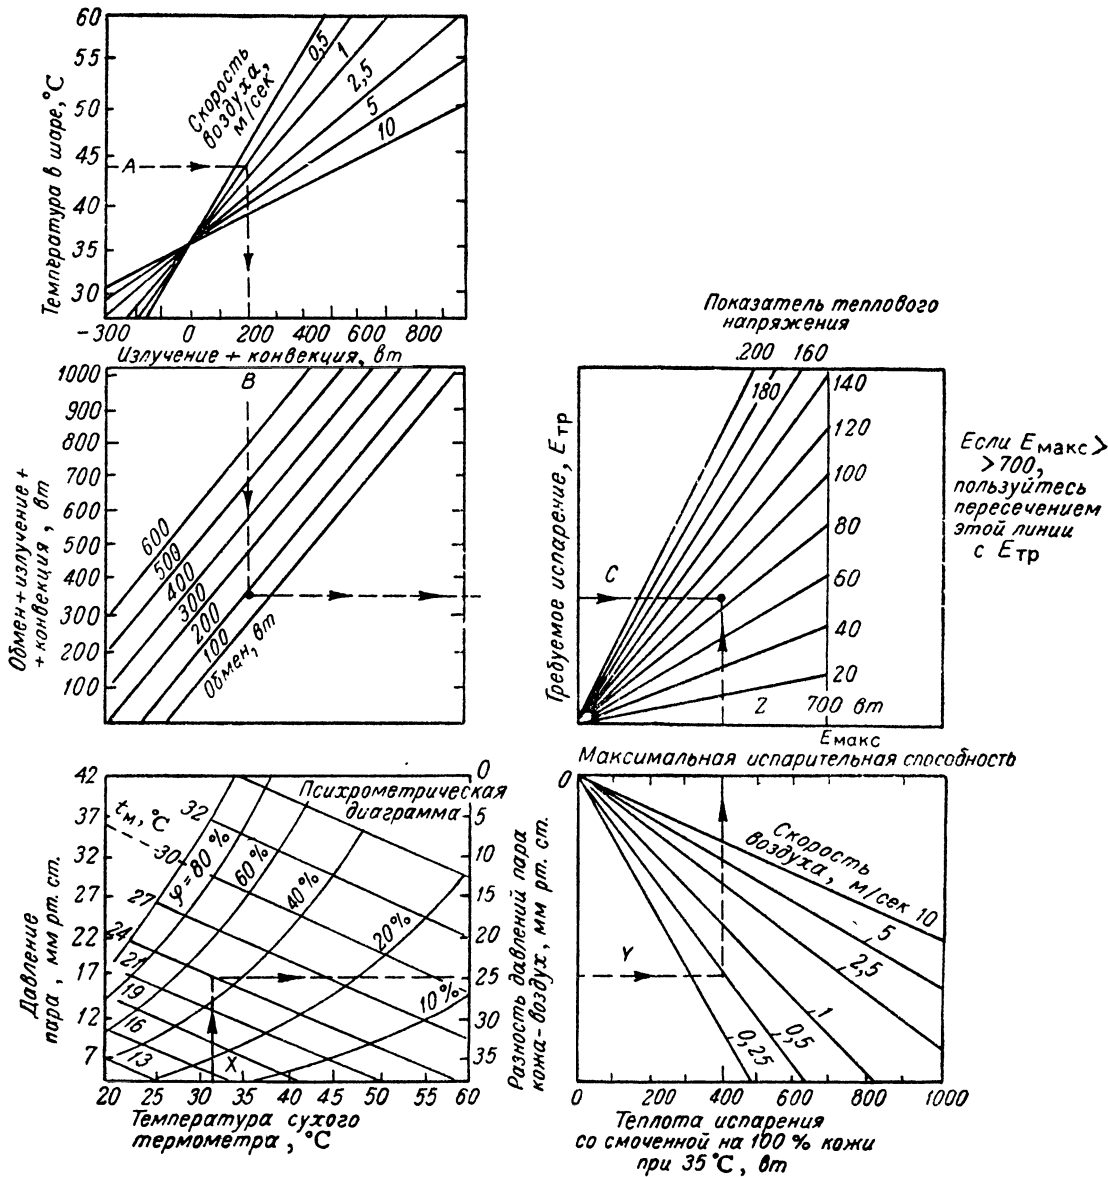 60
55
50
45
40
35
30
Температура в шаре, °C
Скорость
воздуха,
м/сек
0,5
1
2,5
5
10
A
-300 0 200 400 600 800
Излучение + конвекция, вт
1000
900
800
700
600
500
400
300
200
100
Обмен + излучение +
+ конвекция, вт
B
600
500
400
300
200
100
Обмен, вт
Показатель теплового
напряжения
200 160
180
140
120
100
80
60
40
20
Требуемое испарение, Eтр
C
Z 700 вт
Eмакс
Если Eмакс >
>700,
пользуйтесь
пересечением
этой линии
с Eтр
42
37
32
27
22
17
12
7
Давление
пара, мм рт. ст.
Психрометрическая
диаграмма
tм, °C
32
30
27
24
21
19
16
13
φ=80 %
60%
40%
20%
10%
X
0
5
10
15
20
25
30
35
Разность давлений пара
кожа-воздух, мм рт. ст.
20 25 30 35 40 45 50 55 60
Температура сухого
термометра, °C
Максимальная испарительная способность
0
Скорость
воздуха, м/сек 10
5
2,5
1
0,5
0,25
Y
0 200 400 600 800 1000
Теплота испарения
со смоченной на 100 % кожи
при 35 °C, вт